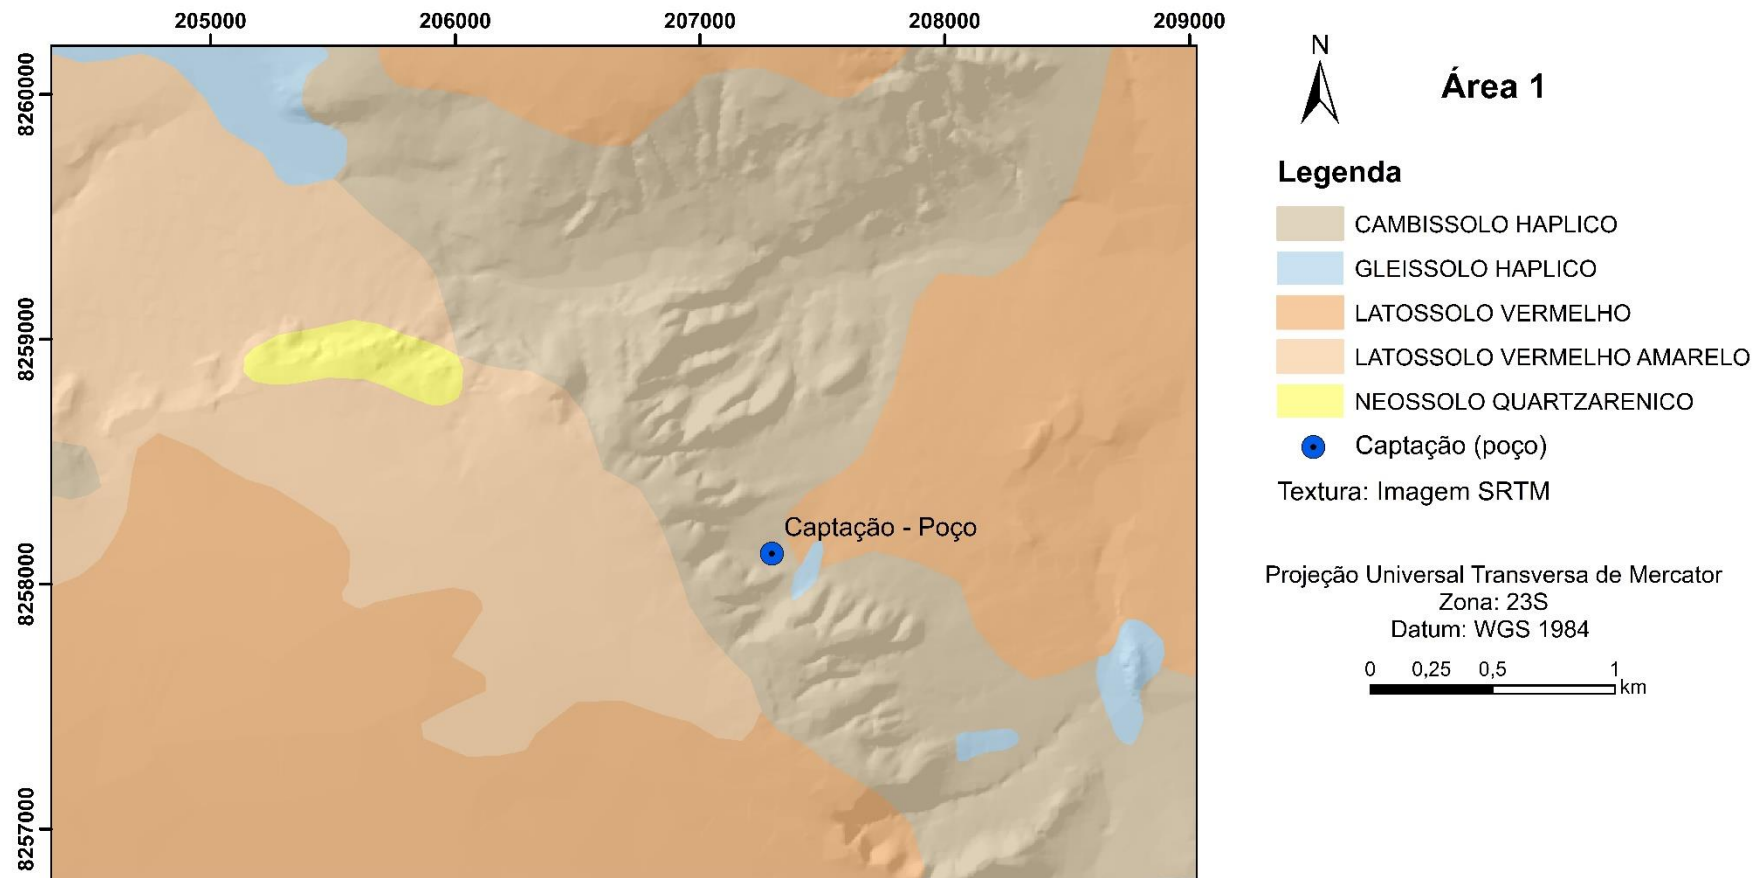 205000 206000 207000 208000 209000
8260000
8259000
8258000
8257000
Captação - Poço
N
Área 1
Legenda
CAMBISSOLO HAPLICO
GLEISSOLO HAPLICO
LATOSSOLO VERMELHO
LATOSSOLO VERMELHO AMARELO
NEOSSOLO QUARTZARENICO
Captação (poço)
Textura: Imagem SRTM
Projeção Universal Transversa de Mercator
Zona: 23S
Datum: WGS 1984
0 0,25 0,5 1
km